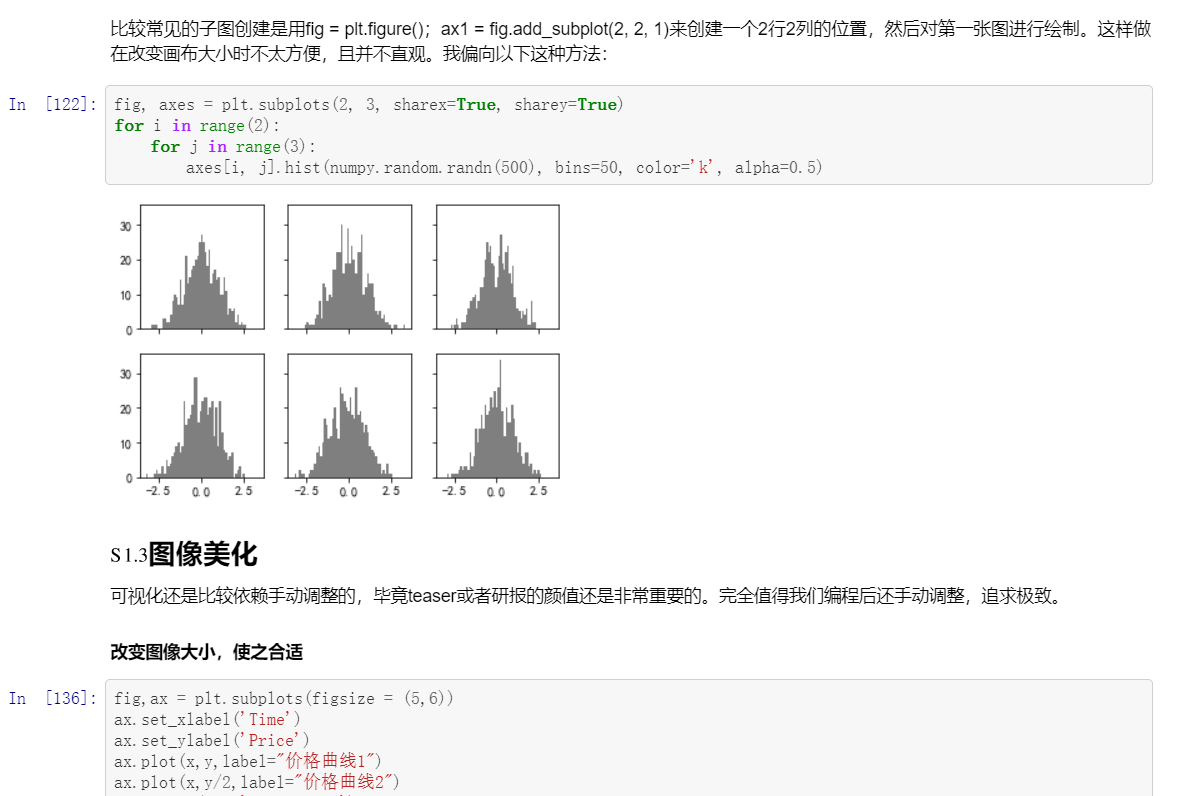 比较常见的子图创建是用fig = plt.figure()；ax1 = fig.add_subplot(2, 2, 1)来创建一个2行2列的位置，然后对第一张图进行绘制。这样做
在改变画布大小时不太方便，且并不直观。我偏向以下这种方法：
In [122]:
fig, axes = plt.subplots(2, 3, sharex=True, sharey=True)
for i in range(2):
    for j in range(3):
        axes[i, j].hist(numpy.random.randn(500), bins=50, color='k', alpha=0.5)
30
20
10
0
30
20
10
0
−2.5 0.0 2.5 −2.5 0.0 2.5 −2.5 0.0 2.5
S 1.3图像美化
可视化还是比较依赖手动调整的，毕竟teaser或者研报的颜值还是非常重要的。完全值得我们编程后还手动调整，追求极致。
改变图像大小，使之合适
In [136]:
fig,ax = plt.subplots(figsize = (5,6))
ax.set_xlabel('Time')
ax.set_ylabel('Price')
ax.plot(x,y,label="价格曲线1")
ax.plot(x,y/2,label="价格曲线2")